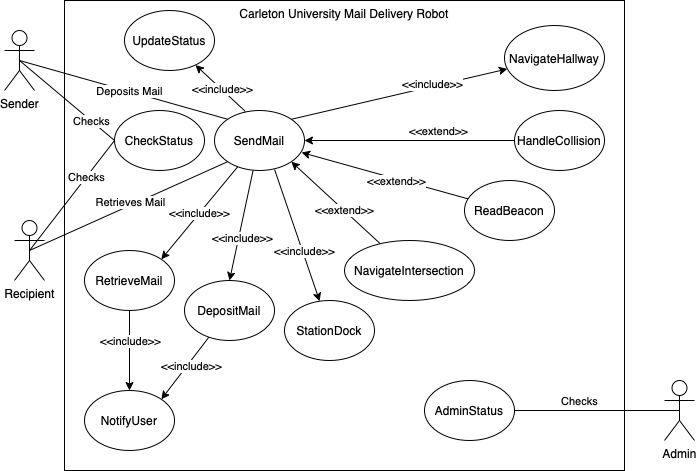 Carleton University Mail Delivery Robot
UpdateStatus
NavigateHallway
Deposits Mail
<<include>>
<<include>>
Sender
Checks
CheckStatus
SendMail
<<extend>>
HandleCollision
Checks
<<extend>>
Retrieves Mail
<<include>>
<<extend>>
ReadBeacon
<<include>>
<<include>>
Recipient
RetrieveMail
NavigateIntersection
DepositMail
StationDock
<<include>>
<<include>>
NotifyUser
AdminStatus
Checks
Admin